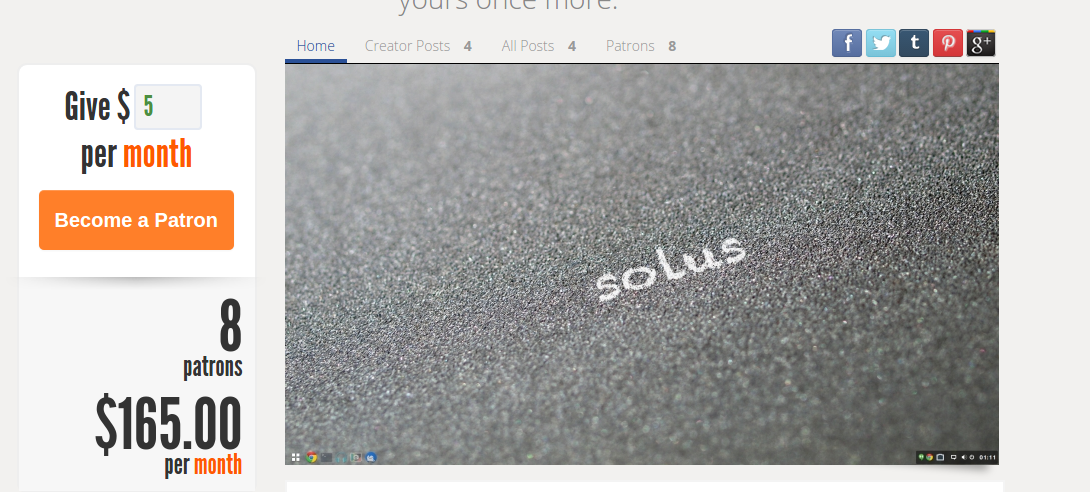 yours once more.
Home Creator Posts 4 All Posts 4 Patrons 8
f t p g+
Give $ 5
per month
Become a Patron
solus
8
patrons
$165.00
per month
01:11